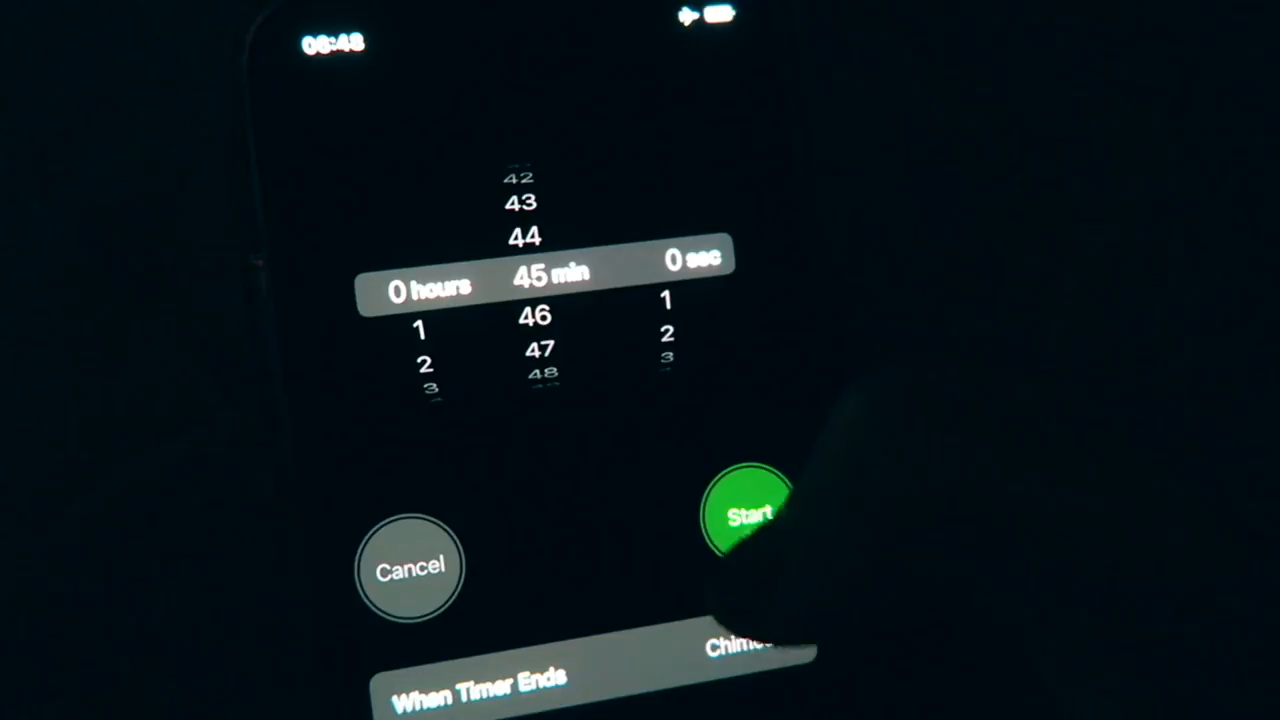 08:48
42
43
44
0 hours 45 min 0 sec
1 46 1
2 47 2
3 48 3
Start
Cancel
When Timer Ends